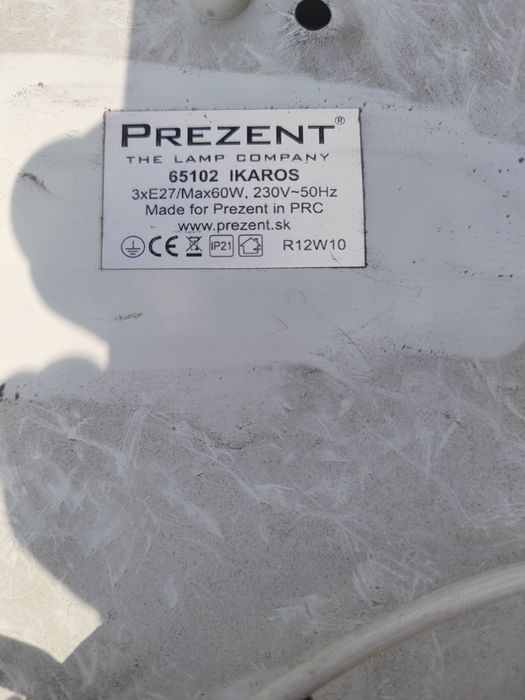 PREZENT®
THE LAMP COMPANY
65102 IKAROS
3xE27/Max60W, 230V~50Hz
Made for Prezent in PRC
www.prezent.sk
CE IP21 R12W10